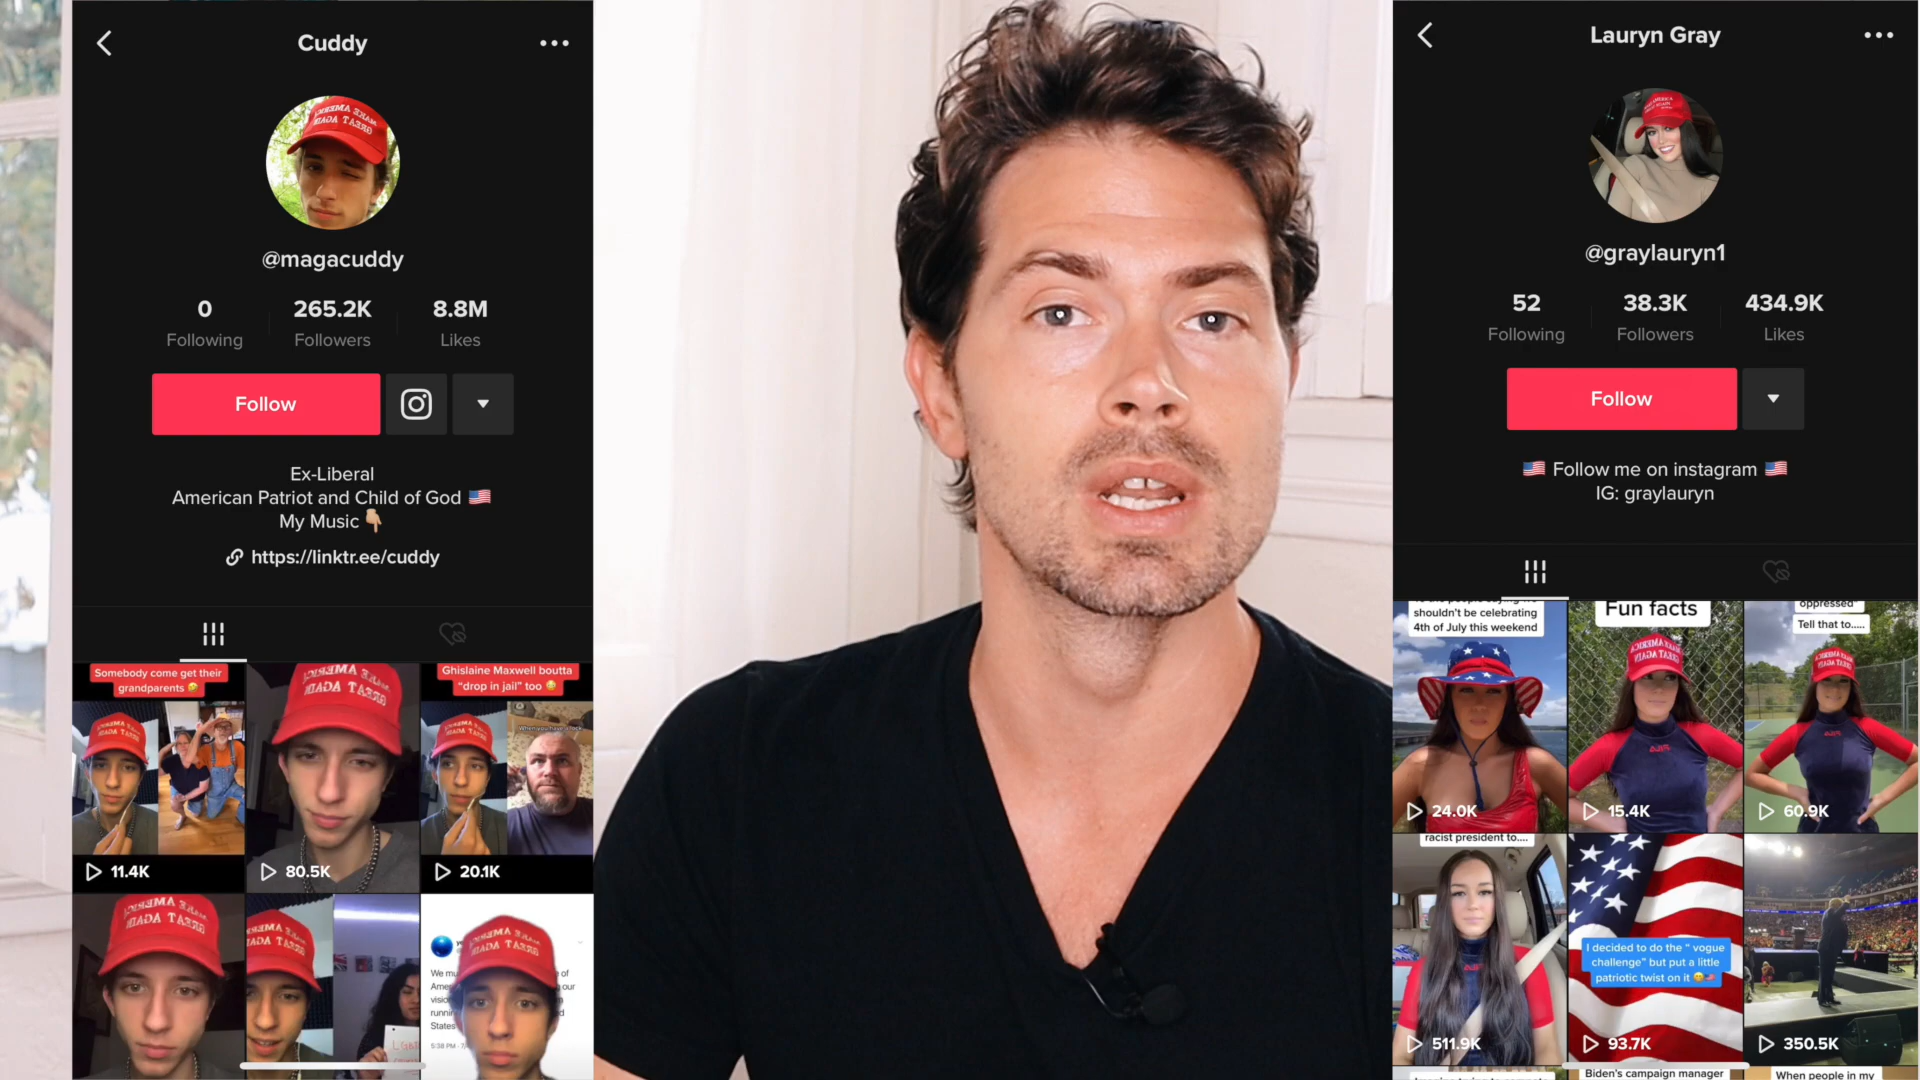 Cuddy
@magacuddy
0
265.2K
8.8M
Following
Followers
Likes
Follow
Ex-Liberal
American Patriot and Child of God
My Music
https://linktr.ee/cuddy
Somebody come get their
grandparents
MAKE AMERICA
GREAT AGAIN
11.4K
80.5K
Ghislaine Maxwell boutta
"drop in jail" too
20.1K
Lauryn Gray
@graylauryn1
52
38.3K
434.9K
Following
Followers
Likes
Follow
Follow me on instagram
IG: graylauryn
shouldn't be celebrating
4th of July this weekend
24.0K
Fun facts
15.4K
oppressed"
Tell that to.....
60.9K
racist president to....
511.9K
I decided to do the " vogue
challenge" but put a little
patriotic twist on it
93.7K
350.5K
Biden's campaign manager
When people in my